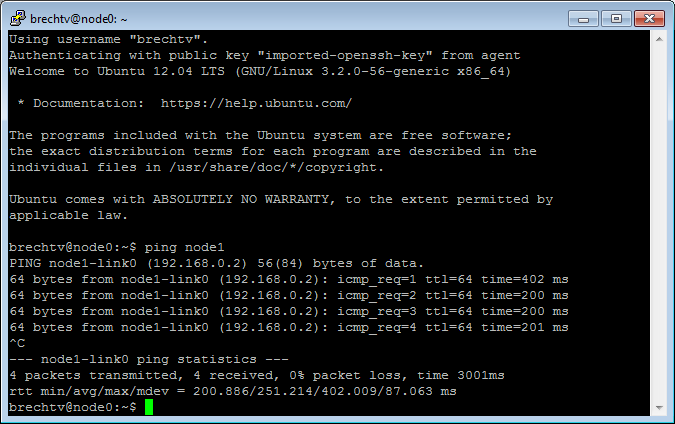 brechtv@node0: ~
Using username "brechtv".
Authenticating with public key "imported-openssh-key" from agent
Welcome to Ubuntu 12.04 LTS (GNU/Linux 3.2.0-56-generic x86_64)
 * Documentation:  https://help.ubuntu.com/
The programs included with the Ubuntu system are free software;
the exact distribution terms for each program are described in the
individual files in /usr/share/doc/*/copyright.
Ubuntu comes with ABSOLUTELY NO WARRANTY, to the extent permitted by
applicable law.
brechtv@node0:~$ ping node1
PING node1-link0 (192.168.0.2) 56(84) bytes of data.
64 bytes from node1-link0 (192.168.0.2): icmp_req=1 ttl=64 time=402 ms
64 bytes from node1-link0 (192.168.0.2): icmp_req=2 ttl=64 time=200 ms
64 bytes from node1-link0 (192.168.0.2): icmp_req=3 ttl=64 time=200 ms
64 bytes from node1-link0 (192.168.0.2): icmp_req=4 ttl=64 time=201 ms
^C
--- node1-link0 ping statistics ---
4 packets transmitted, 4 received, 0% packet loss, time 3001ms
rtt min/avg/max/mdev = 200.886/251.214/402.009/87.063 ms
brechtv@node0:~$